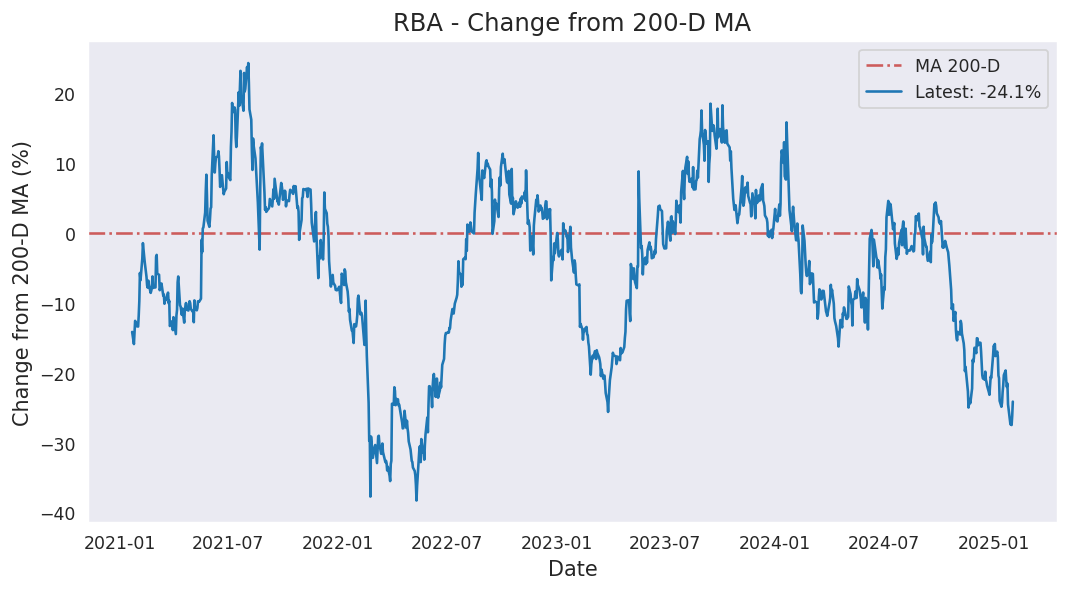 RBA - Change from 200-D MA
MA 200-D
Latest: -24.1%
Change from 200-D MA (%)
20
10
0
−10
−20
−30
−40
2021-01 2021-07 2022-01 2022-07 2023-01 2023-07 2024-01 2024-07 2025-01
Date